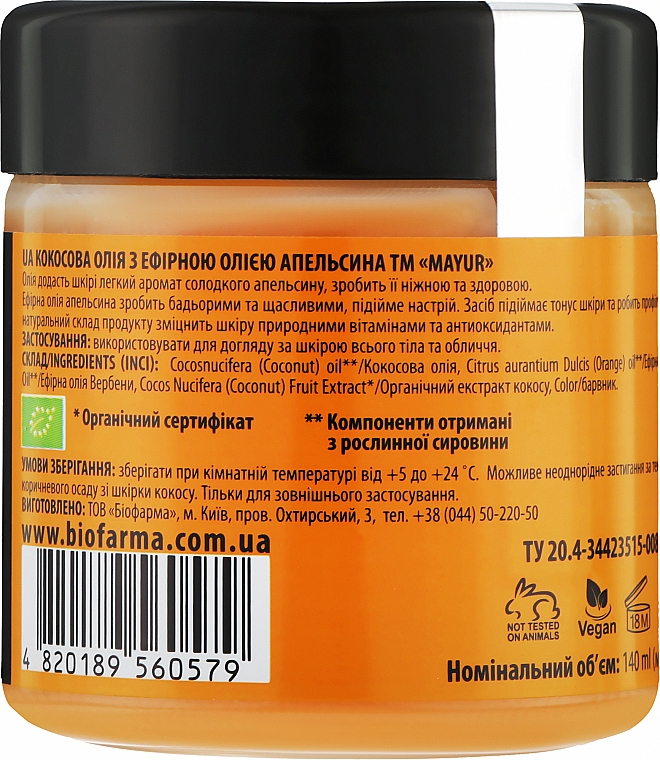 UA КОКОСОВА ОЛІЯ З ЕФІРНОЮ ОЛІЄЮ АПЕЛЬСИНА ТМ «MAYUR»
Олія додасть шкірі легкий аромат солодкого апельсину, зробить її ніжною та здоровою.
Ефірна олія апельсина зробить бадьорими та щасливими, підійме настрій. Засіб підіймає тонус шкіри та робить
натуральний склад продукту зміцнить шкіру природними вітамінами та антиоксидантами.
ЗАСТОСУВАННЯ: використовувати для догляду за шкірою всього тіла та обличчя.
СКЛАД/INGREDIENTS (INCI): Cocosnucifera (Coconut) oil**/Кокосова олія, Citrus aurantium Dulcis (Orange) oil**/Ефірн
Oil**/Ефірна олія Вербени, Cocos Nucifera (Coconut) Fruit Extract*/Органічний екстракт кокосу, Color/барвник.
* Органічний сертифікат
** Компоненти отримані
з рослинної сировини
УМОВИ ЗБЕРІГАННЯ: зберігати при кімнатній температурі від +5 до +24 °С. Можливе неоднорідне застигання за
коричневого осаду зі шкірки кокосу. Тільки для зовнішнього застосування.
ВИГОТОВЛЕНО: ТОВ «Біофарма», м. Київ, пров. Охтирський, 3, тел. +38 (044) 50-220-50
www.biofarma.com.ua
ТУ 20.4-34423515-008
NOT TESTED
ON ANIMALS
Vegan
18M
4 820189 560579
Номінальний об’єм: 140 ml